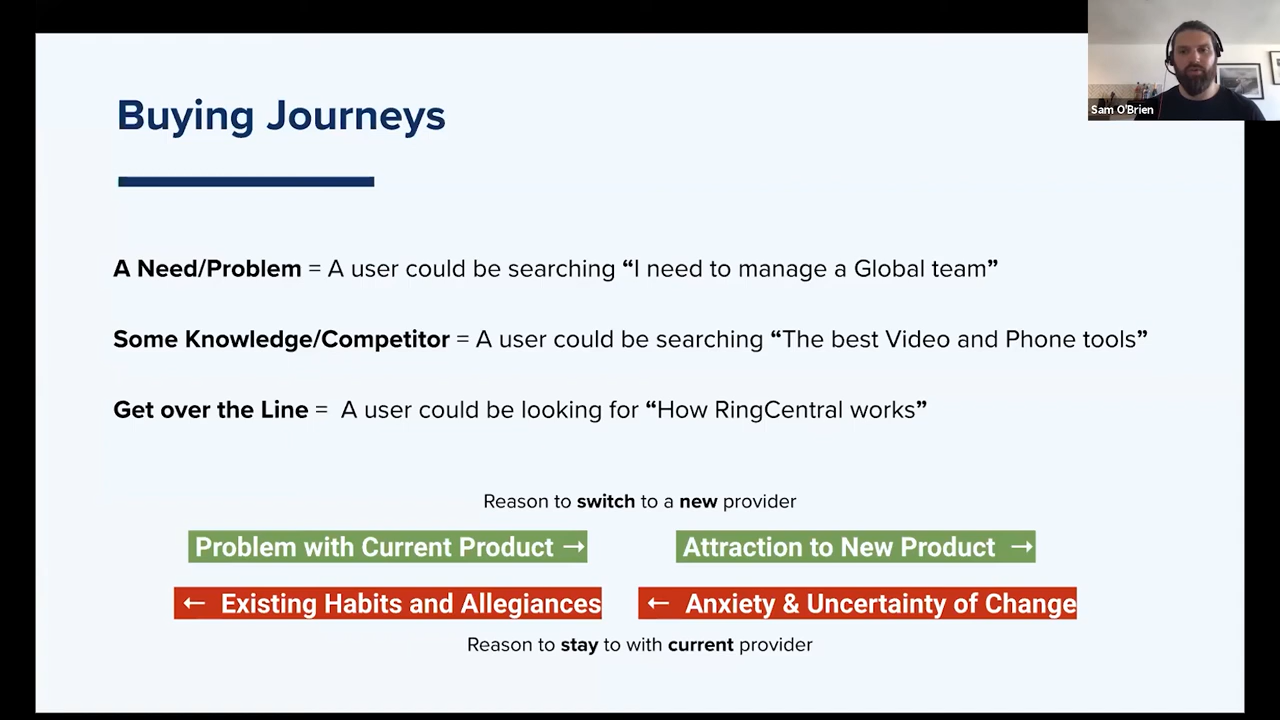 Buying Journeys
Sam O'Brien
A Need/Problem = A user could be searching “I need to manage a Global team”
Some Knowledge/Competitor = A user could be searching “The best Video and Phone tools”
Get over the Line = A user could be looking for “How RingCentral works”
Reason to switch to a new provider
Problem with Current Product → Attraction to New Product →
← Existing Habits and Allegiances ← Anxiety & Uncertainty of Change
Reason to stay to with current provider